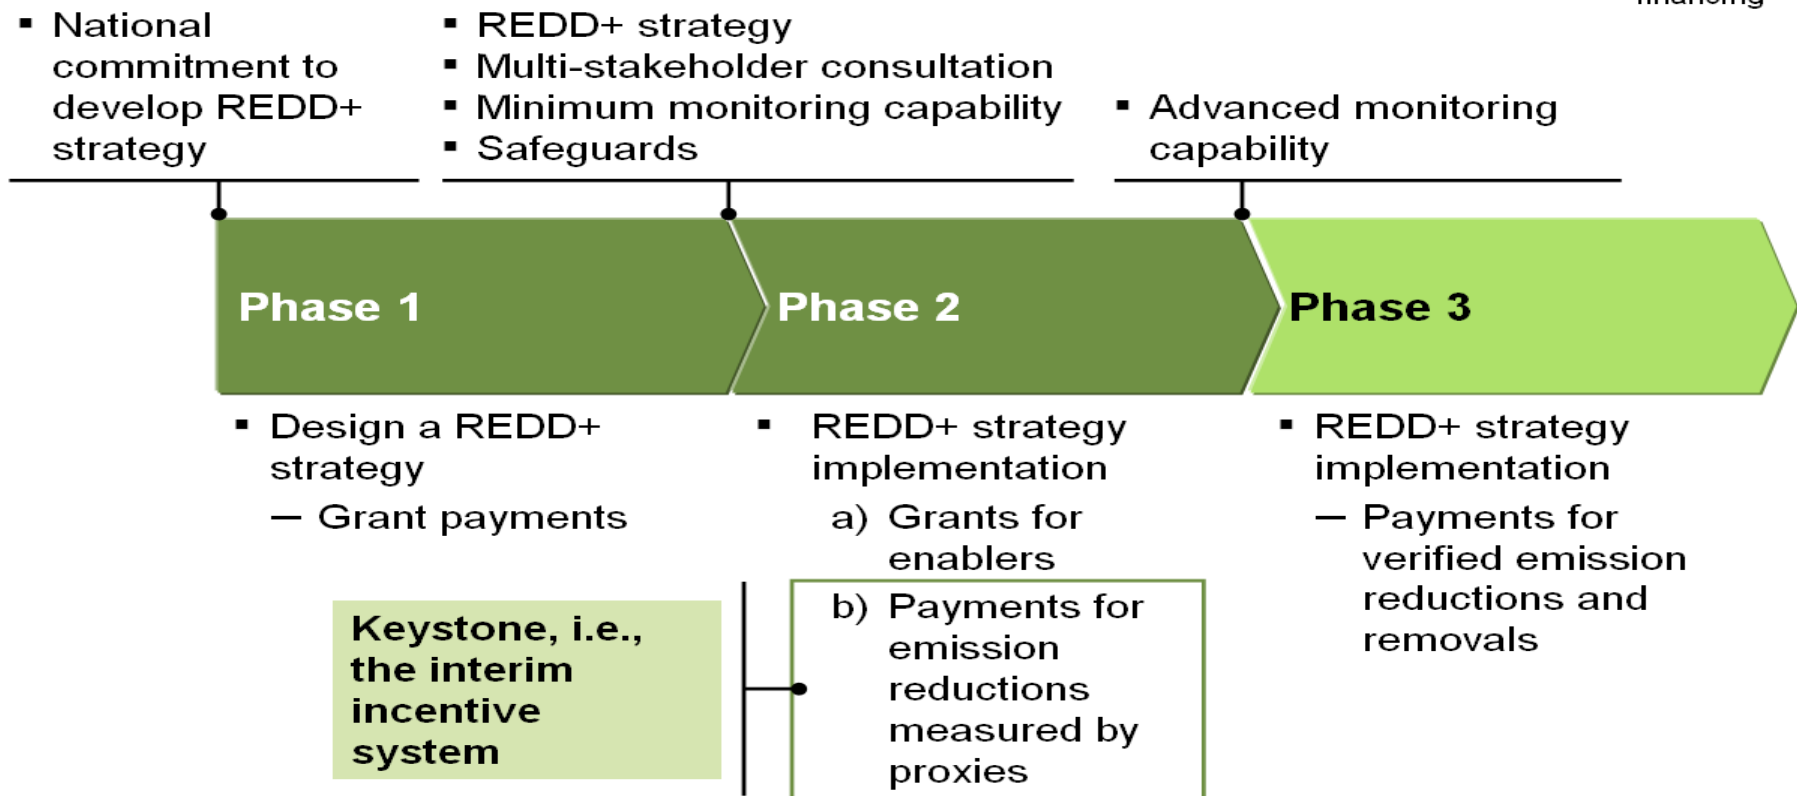 financing
▪ National
commitment to
develop REDD+
strategy
▪ REDD+ strategy
▪ Multi-stakeholder consultation
▪ Minimum monitoring capability
▪ Safeguards
▪ Advanced monitoring
capability
Phase 1
Phase 2
Phase 3
▪ Design a REDD+
strategy
— Grant payments
▪ REDD+ strategy
implementation
a) Grants for
enablers
b) Payments for
emission
reductions
measured by
proxies
▪ REDD+ strategy
implementation
— Payments for
verified emission
reductions and
removals
Keystone, i.e.,
the interim
incentive
system